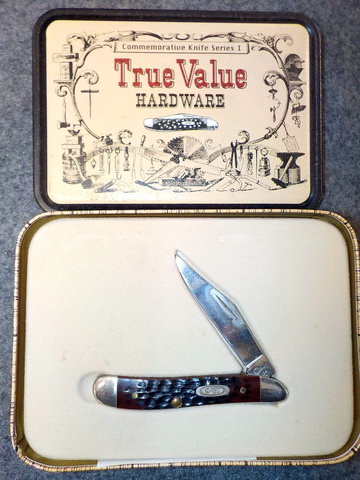 Commemorative Knife Series I
True Value
HARDWARE